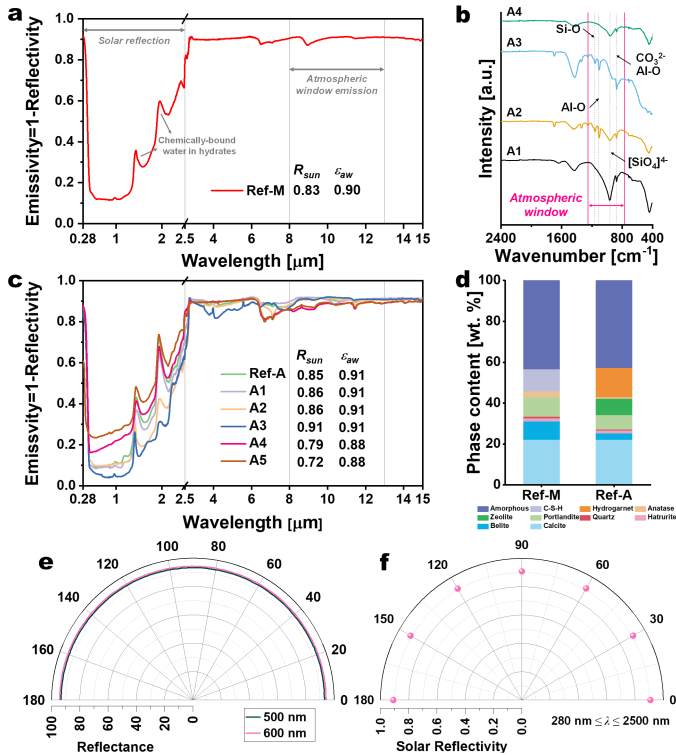 a
Emissivity=1-Reflectivity
1.0
0.8
0.6
0.4
0.2
0.0
Solar reflection
Atmospheric
window emission
Chemically-bound
water in hydrates
Rsun εaw
Ref-M 0.83 0.90
0.28 1 2 2.5 4 6 8 10 12 14 15
Wavelength [μm]
b
Intensity [a.u.]
A4
A3
A2
A1
Si-O
CO₃²⁻
Al-O
Al-O
[SiO₄]⁴⁻
Atmospheric
window
2400 1600 800 400
Wavenumber [cm⁻¹]
c
Emissvity=1-Reflectivity
1.0
0.8
0.6
0.4
0.2
0.0
Rsun εaw
Ref-A 0.85 0.91
A1 0.86 0.91
A2 0.86 0.91
A3 0.91 0.91
A4 0.79 0.88
A5 0.72 0.88
0.28 1 2 2.5 4 6 8 10 12 14 15
Wavelength [μm]
d
Phase content [wt. %]
100
80
60
40
20
0
Ref-M Ref-A
Amorphous C-S-H Hydrogarnet Anatase
Zeolite Portlandite Quartz Hatrurite
Belite Calcite
e
180 160 140 120 100 80 60 40 20 0
100 80 60 40 20 0
Reflectance
500 nm
600 nm
f
180 150 120 90 60 30 0
1.0 0.8 0.6 0.4 0.2 0.0
Solar Reflectivity
280 nm ≤ λ ≤ 2500 nm